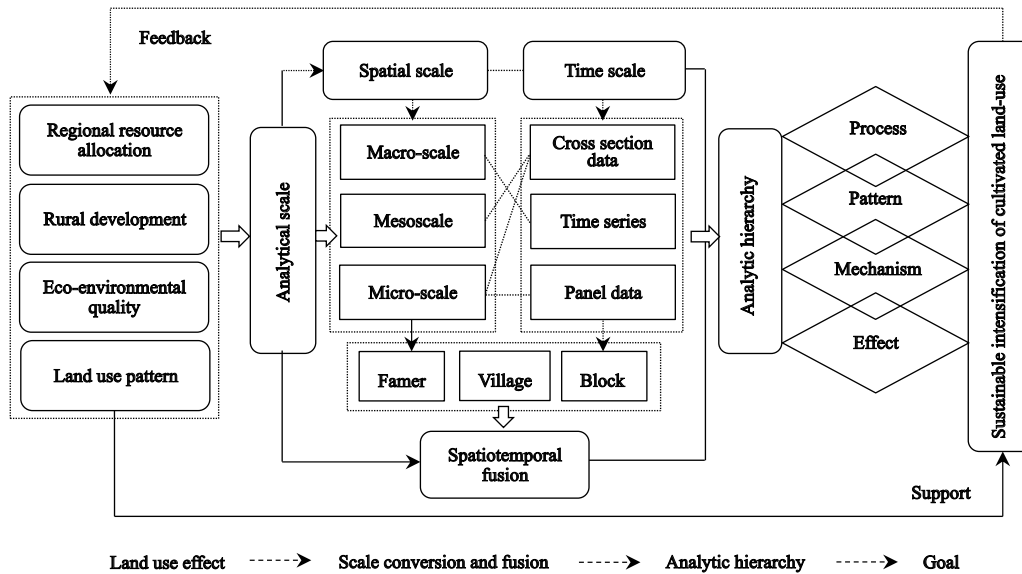 Feedback
Regional resource
allocation
Rural development
Eco-environmental
quality
Land use pattern
Analytical scale
Spatial scale
Time scale
Macro-scale
Mesoscale
Micro-scale
Cross section
data
Time series
Panel data
Famer
Village
Block
Spatiotemporal
fusion
Analytic hierarchy
Process
Pattern
Mechanism
Effect
Sustainable intensification of cultivated land-use
Support
Land use effect
Scale conversion and fusion
Analytic hierarchy
Goal